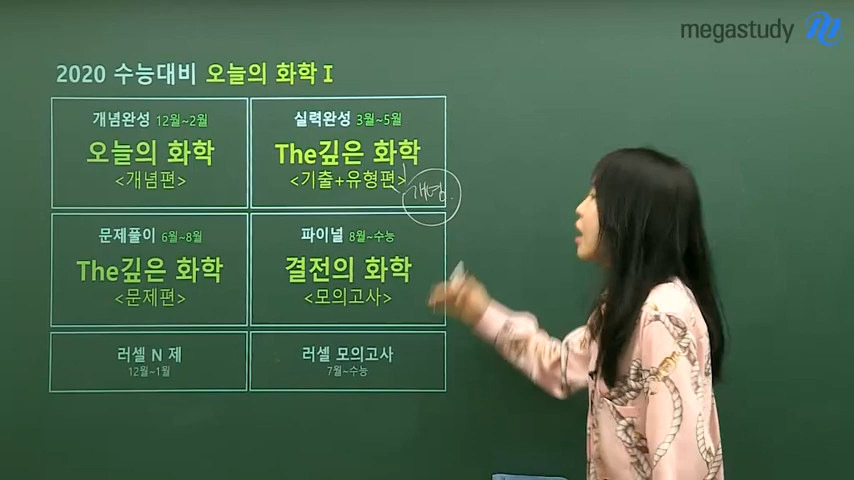 megastudy
2020 수능대비 오늘의 화학 I
개념완성 12월~2월
오늘의 화학
<개념편>
실력완성 3월~5월
The깊은 화학
<기출+유형편>
개념.
문제풀이 6월~8월
The깊은 화학
<문제편>
파이널 8월~수능
결전의 화학
<모의고사>
러셀 N 제
12월~1월
러셀 모의고사
7월~수능